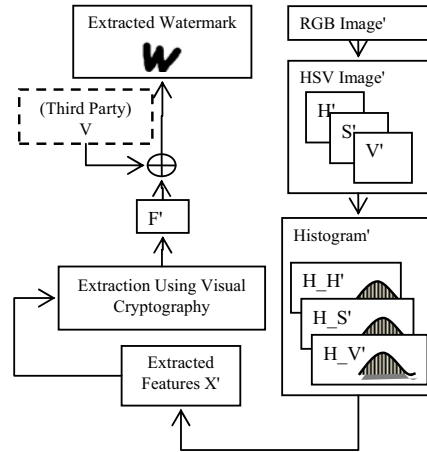 RGB Image'
HSV Image'
H'
S'
V'
Histogram'
H_H'
H_S'
H_V'
Extracted
Features X'
Extraction Using Visual
Cryptography
F'
(Third Party)
V
Extracted Watermark
W